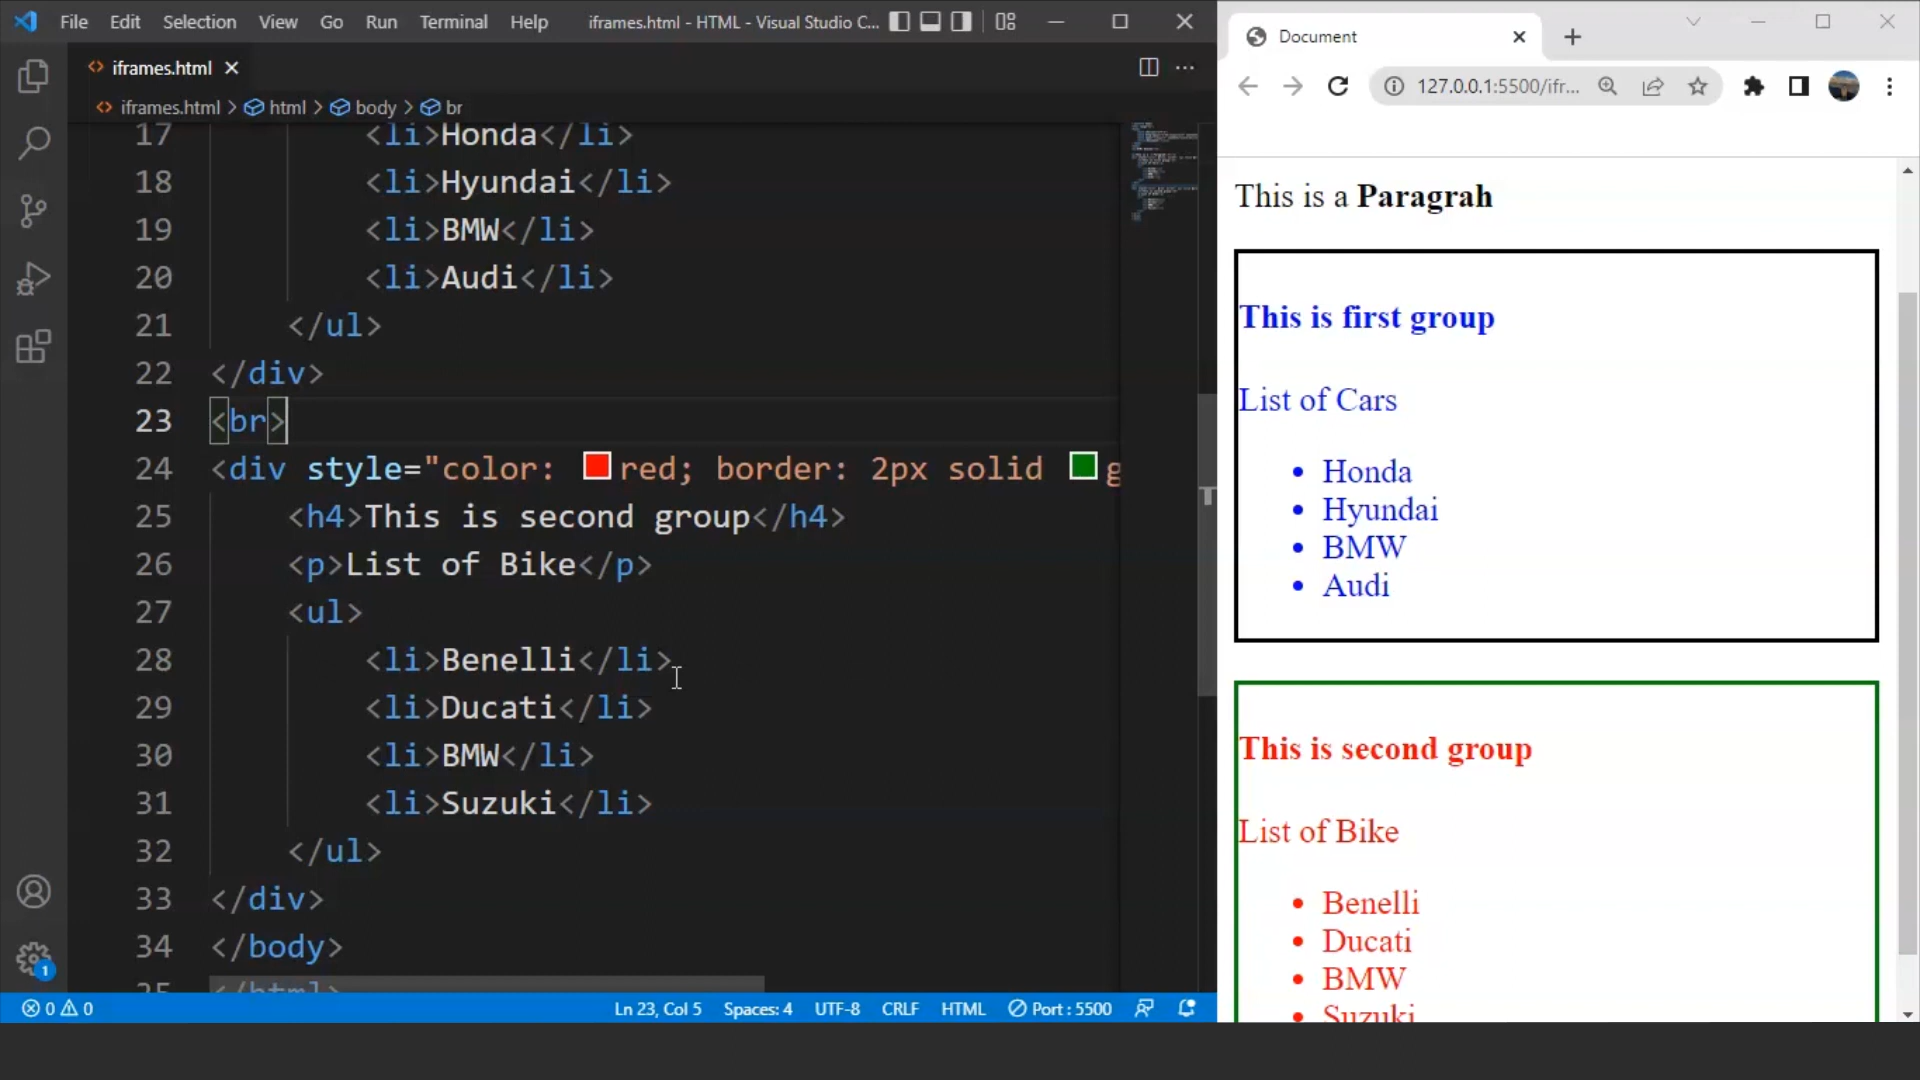 File Edit Selection View Go Run Terminal Help iframes.html - HTML - Visual Studio C...
iframes.html
iframes.html > html > body > br
17 <li>Honda</li>
18 <li>Hyundai</li>
19 <li>BMW</li>
20 <li>Audi</li>
21 </ul>
22 </div>
23 <br>
24 <div style="color: red; border: 2px solid g
25 <h4>This is second group</h4>
26 <p>List of Bike</p>
27 <ul>
28 <li>Benelli</li>
29 <li>Ducati</li>
30 <li>BMW</li>
31 <li>Suzuki</li>
32 </ul>
33 </div>
34 </body>
35 </html>
1
0 0 Ln 23, Col 5 Spaces: 4 UTF-8 CRLF HTML Port : 5500
Document
127.0.0.1:5500/ifr...
This is a Paragrah
This is first group
List of Cars
• Honda
• Hyundai
• BMW
• Audi
This is second group
List of Bike
• Benelli
• Ducati
• BMW
• Suzuki